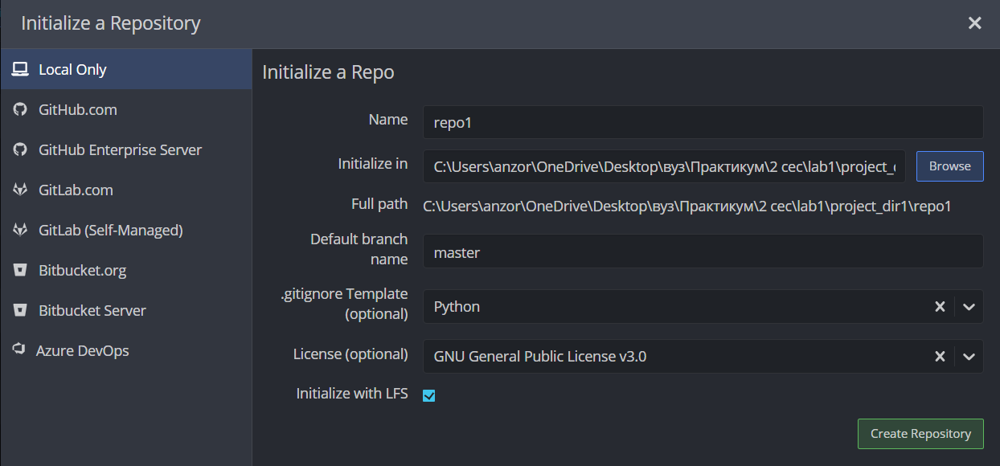 Initialize a Repository
Local Only
GitHub.com
GitHub Enterprise Server
GitLab.com
GitLab (Self-Managed)
Bitbucket.org
Bitbucket Server
Azure DevOps
Initialize a Repo
Name
repo1
Initialize in
C:\Users\anzor\OneDrive\Desktop\вуз\Практикум\2 сес\lab1\project_
Browse
Full path
C:\Users\anzor\OneDrive\Desktop\вуз\Практикум\2 сес\lab1\project_dir1\repo1
Default branch
name
master
.gitignore Template
(optional)
Python
License (optional)
GNU General Public License v3.0
Initialize with LFS
Create Repository